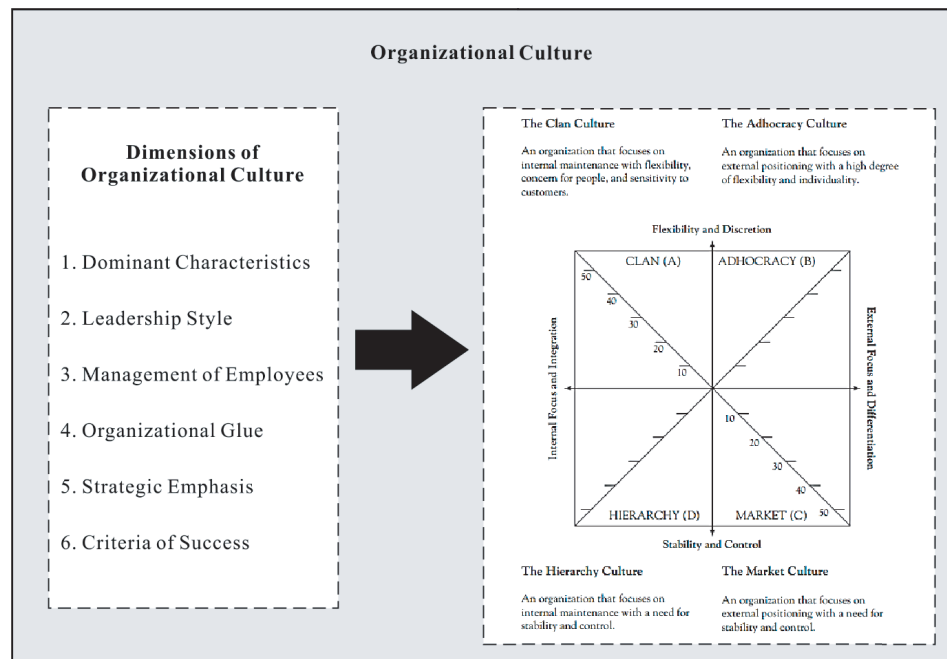 Organizational Culture
Dimensions of
Organizational Culture
1. Dominant Characteristics
2. Leadership Style
3. Management of Employees
4. Organizational Glue
5. Strategic Emphasis
6. Criteria of Success
The Clan Culture
An organization that focuses on
internal maintenance with flexibility,
concern for people, and sensitivity to
customers.
The Adhocracy Culture
An organization that focuses on
external positioning with a high degree
of flexibility and individuality.
Flexibility and Discretion
CLAN (A)
ADHOCRACY (B)
50
40
30
20
10
Internal Focus and Integration
External Focus and Differentiation
10
20
30
40
50
HIERARCHY (D)
MARKET (C)
Stability and Control
The Hierarchy Culture
An organization that focuses on
internal maintenance with a need for
stability and control.
The Market Culture
An organization that focuses on
external positioning with a need for
stability and control.